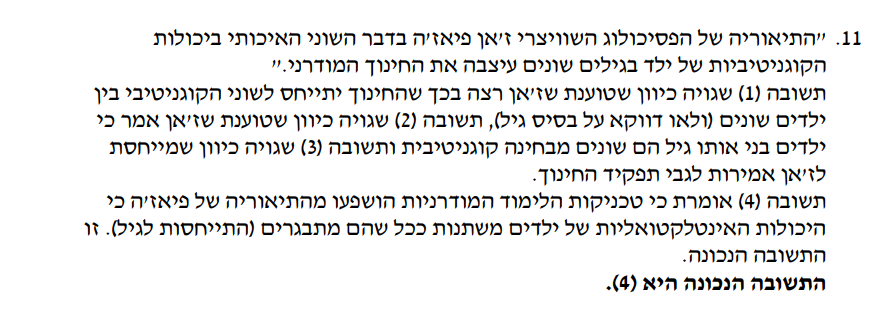 11. "התיאוריה של הפסיכולוג השוויצרי ז'אן פיאז'ה בדבר השוני האיכותי ביכולות
הקוגניטיביות של ילד בגילים שונים עיצבה את החינוך המודרני."
תשובה (1) שגויה כיוון שטוענת שז'אן רצה בכך שהחינוך יתייחס לשוני הקוגניטיבי בין
ילדים שונים (ולאו דווקא על בסיס גיל), תשובה (2) שגויה כיוון שטוענת שז'אן אמר כי
ילדים בני אותו גיל הם שונים מבחינה קוגניטיבית ותשובה (3) שגויה כיוון שמייחסת
לז'אן אמירות לגבי תפקיד החינוך.
תשובה (4) אומרת כי טכניקות הלימוד המודרניות הושפעו מהתיאוריה של פיאז'ה כי
היכולות האינטלקטואליות של ילדים משתנות ככל שהם מתבגרים (התייחסות לגיל). זו
התשובה הנכונה.
התשובה הנכונה היא (4).